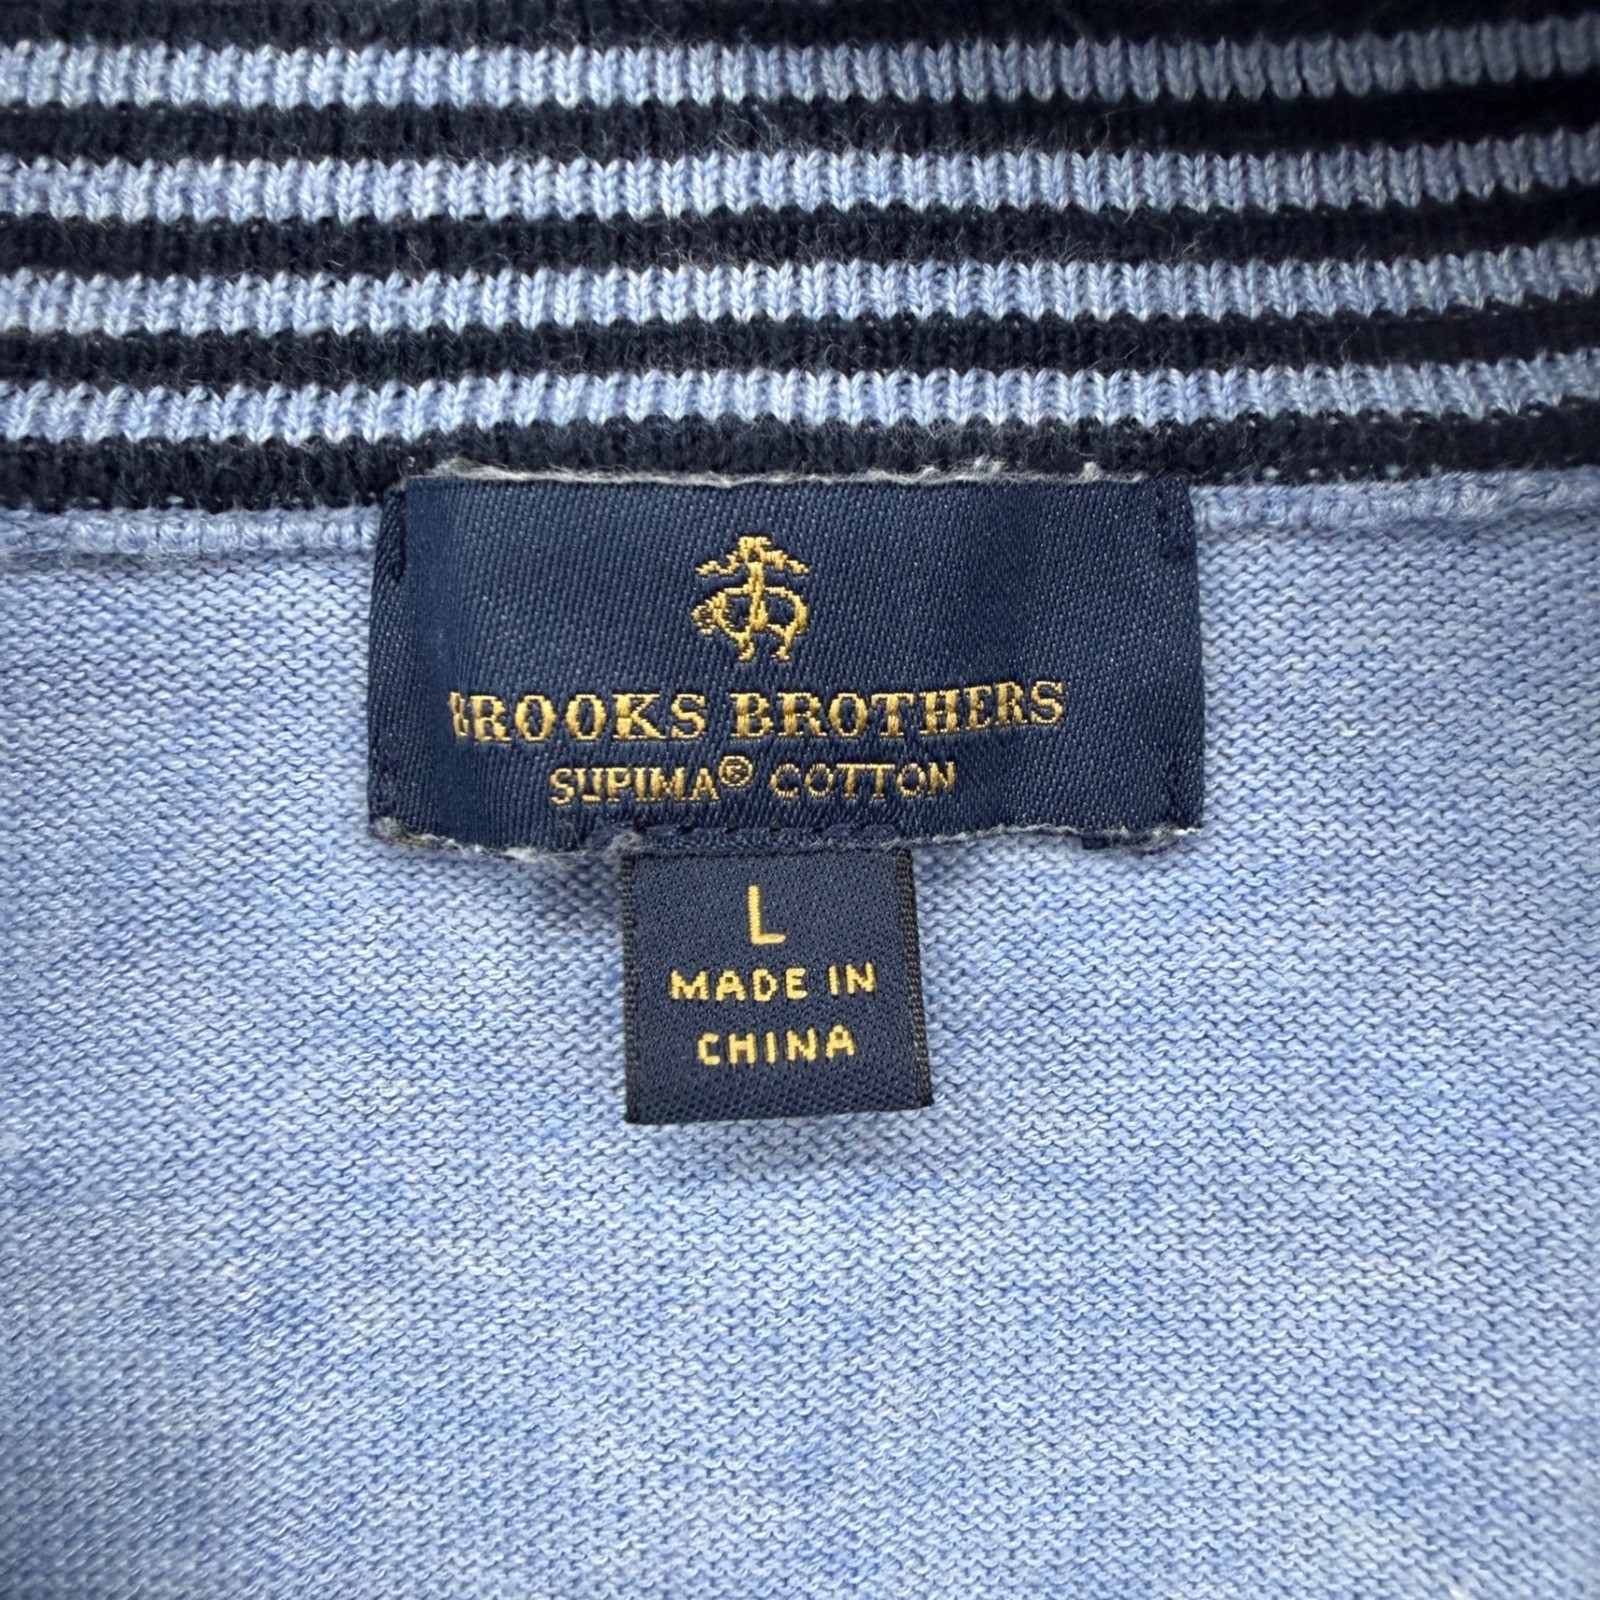 BROOKS BROTHERS
SUPIMA® COTTON
L
MADE IN
CHINA